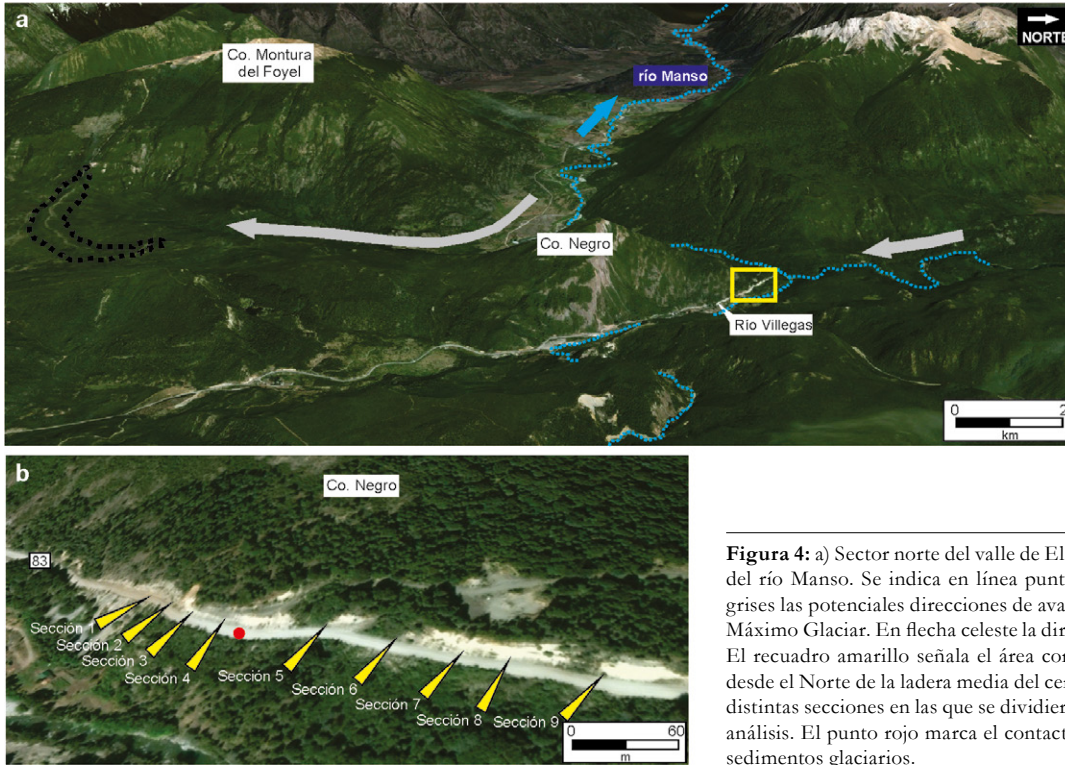 a
Co. Montura
del Foyel
río Manso
NORTE
Co. Negro
Río Villegas
0 2
km
b
Co. Negro
83
Sección 1
Sección 2
Sección 3
Sección 4
Sección 5
Sección 6
Sección 7
Sección 8
Sección 9
0 60
m
Figura 4: a) Sector norte del valle de El
del río Manso. Se indica en línea punt
grises las potenciales direcciones de ava
Máximo Glaciar. En flecha celeste la dir
El recuadro amarillo señala el área cor
desde el Norte de la ladera media del cer
distintas secciones en las que se dividier
análisis. El punto rojo marca el contact
sedimentos glaciarios.